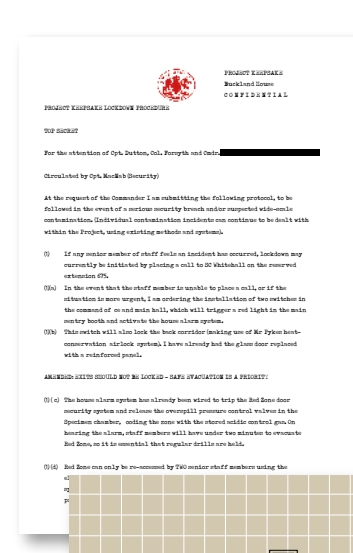 PROJECT KEEPSAKE
Buckland House
CONFIDENTIAL
PROJECT KEEPSAKE LOCKDOWN PROCEDURE
TOP SECRET
For the attention of Cpt. Dutton, Col. Forsyth and Cmdr.
Circulated by Cpt. MacNab (Security)
At the request of the Commander I am submitting the following protocol, to be
followed in the event of a serious security breach and/or suspected wide-scale
contamination. (Individual contamination incidents can continue to be dealt with
within the Project, using existing methods and systems).
(1) If any senior member of staff feels an incident has occurred, lockdown may
currently be initiated by placing a call to SC Whitehall on the reserved
extension 675.
(1)(a) In the event that the staff member is unable to place a call, or if the
situation is more urgent, I am ordering the installation of two switches in
the command office and main hall, which will trigger a red light in the main
sentry booth and activate the house alarm system.
(1)(b) This switch will also lock the back corridor (making use of Mr Pykes heat-
conservation airlock system). I have already had the glass door replaced
with a reinforced panel.
AMENDED: EXITS SHOULD NOT BE LOCKED - SAFE EVACUATION IS A PRIORITY!
(1)(c) The house alarm system has already been wired to trip the Red Zone door
security system and release the overspill pressure control valves in the
Specimen chamber, coding the zone with the stored acidic control gas. On
hearing the alarm, staff members will have under two minutes to evacuate
Red Zone, so it is essential that regular drills are held.
(1)(d) Red Zone can only be re-accessed by TWO senior staff members using the